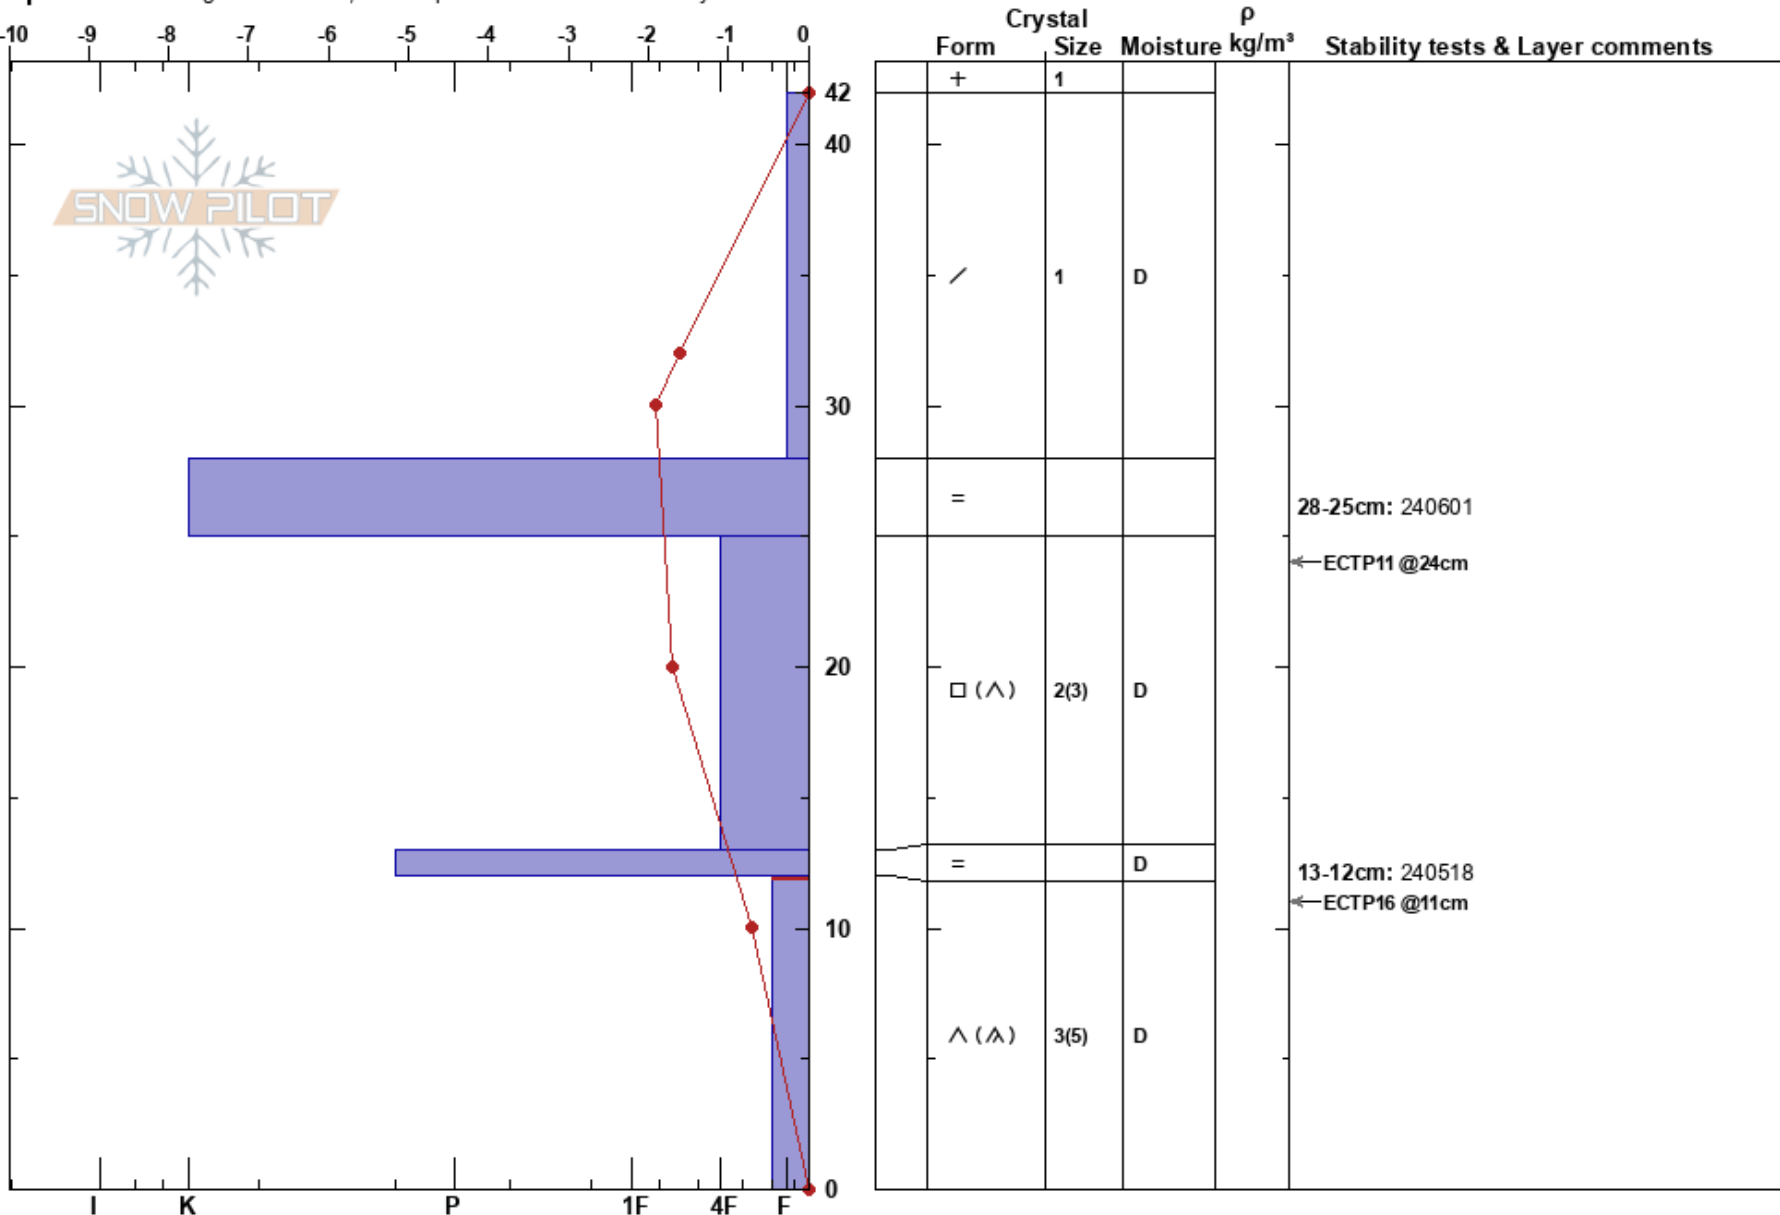 Crystal ρ
-10 -9 -8 -7 -6 -5 -4 -3 -2 -1 0 Form Size Moisture kg/m³ Stability tests & Layer comments
+ 1
42
40
SNOW PILOT
/ 1 D
30
=
28-25cm: 240601
ECTP11 @24cm
20
□ (∧) 2(3) D
= D
13-12cm: 240518
ECTP16 @11cm
10
3(5) D
0
I K P 1F 4F F